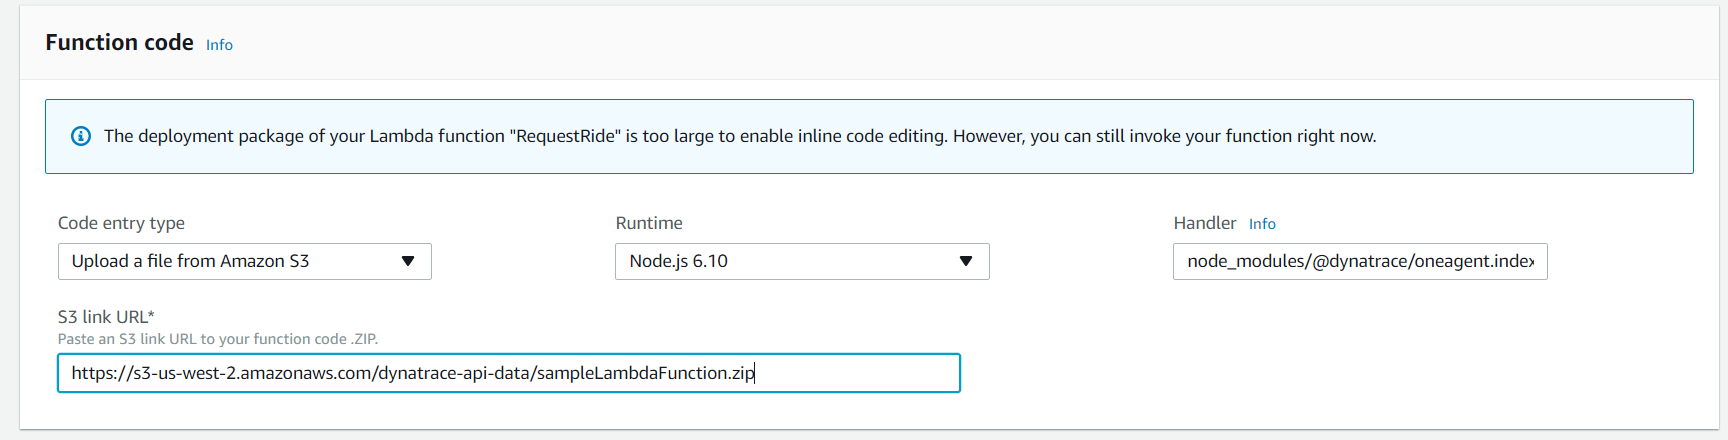 Function code Info
The deployment package of your Lambda function "RequestRide" is too large to enable inline code editing. However, you can still invoke your function right now.
Code entry type
Upload a file from Amazon S3
Runtime
Node.js 6.10
Handler Info
node_modules/@dynatrace/oneagent.index
S3 link URL*
Paste an S3 link URL to your function code .ZIP.
https://s3-us-west-2.amazonaws.com/dynatrace-api-data/sampleLambdaFunction.zip